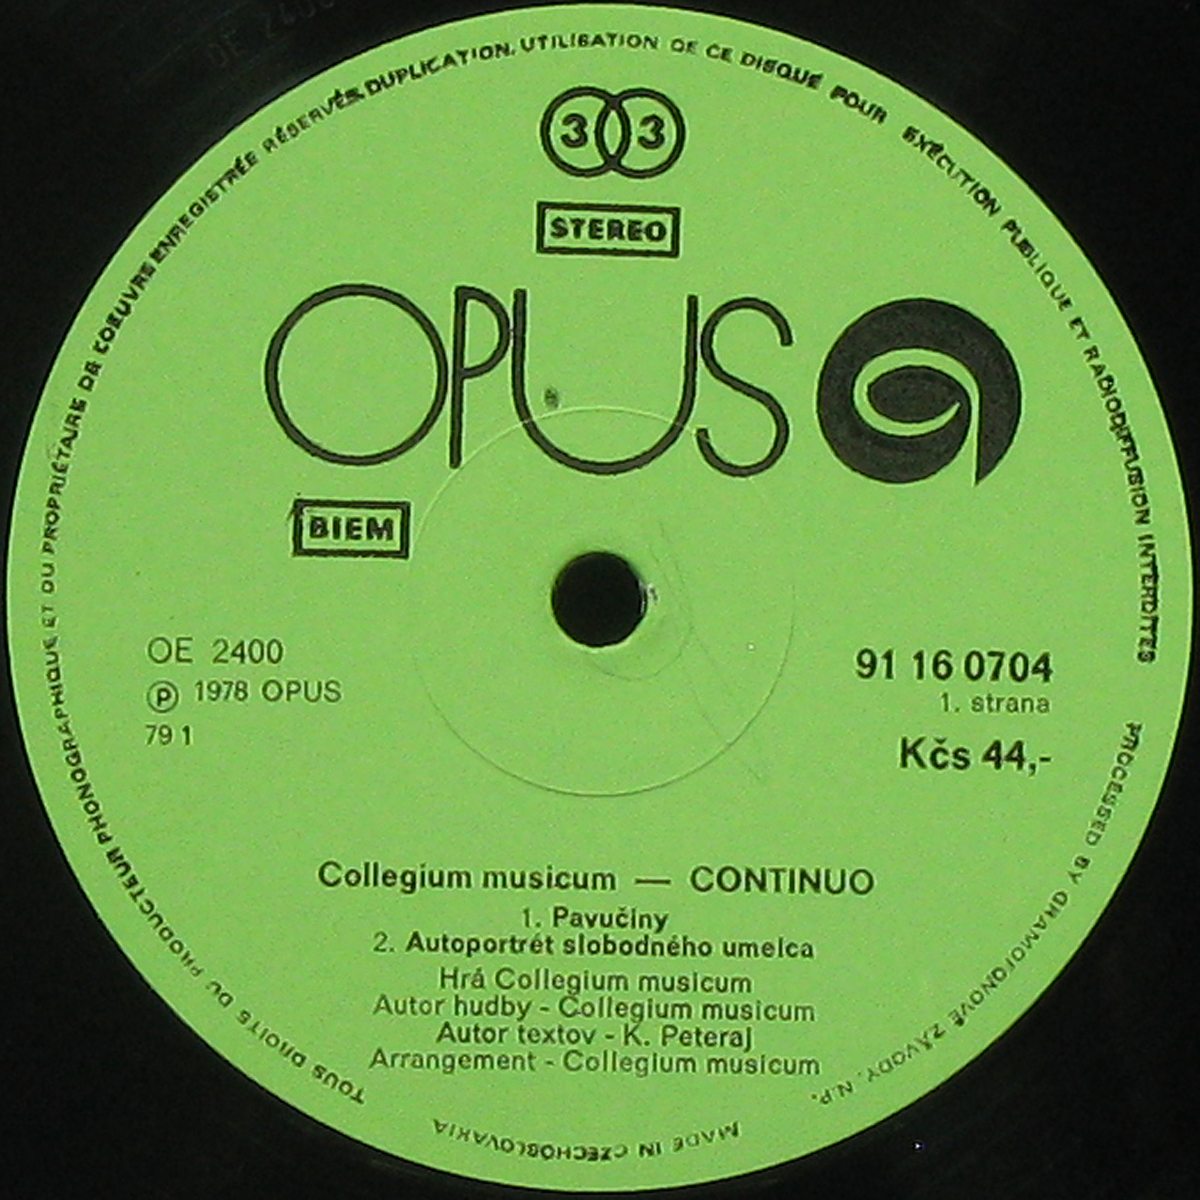 TOUS DROITS DU PRODUCTEUR PHONOGRAPHIQUE ET DU PROPRIÉTAIRE DE L'OEUVRE ENREGISTRÉE RÉSERVÉS. DUPLICATION, UTILISATION DE CE DISQUE POUR EXÉCUTION PUBLIQUE ET RADIODIFFUSION INTERDITES
33
STEREO
OPUS
BIEM
OE 2400
℗ 1978 OPUS
79 1
91 16 0704
1. strana
Kčs 44,-
Collegium musicum — CONTINUO
1. Pavučiny
2. Autoportrét slobodného umelca
Hrá Collegium musicum
Autor hudby - Collegium musicum
Autor textov - K. Peteraj
Arrangement - Collegium musicum
PROCESSED BY GRAMOFONOVÉ ZÁVODY, N.P.
MADE IN CZECHOSLOVAKIA